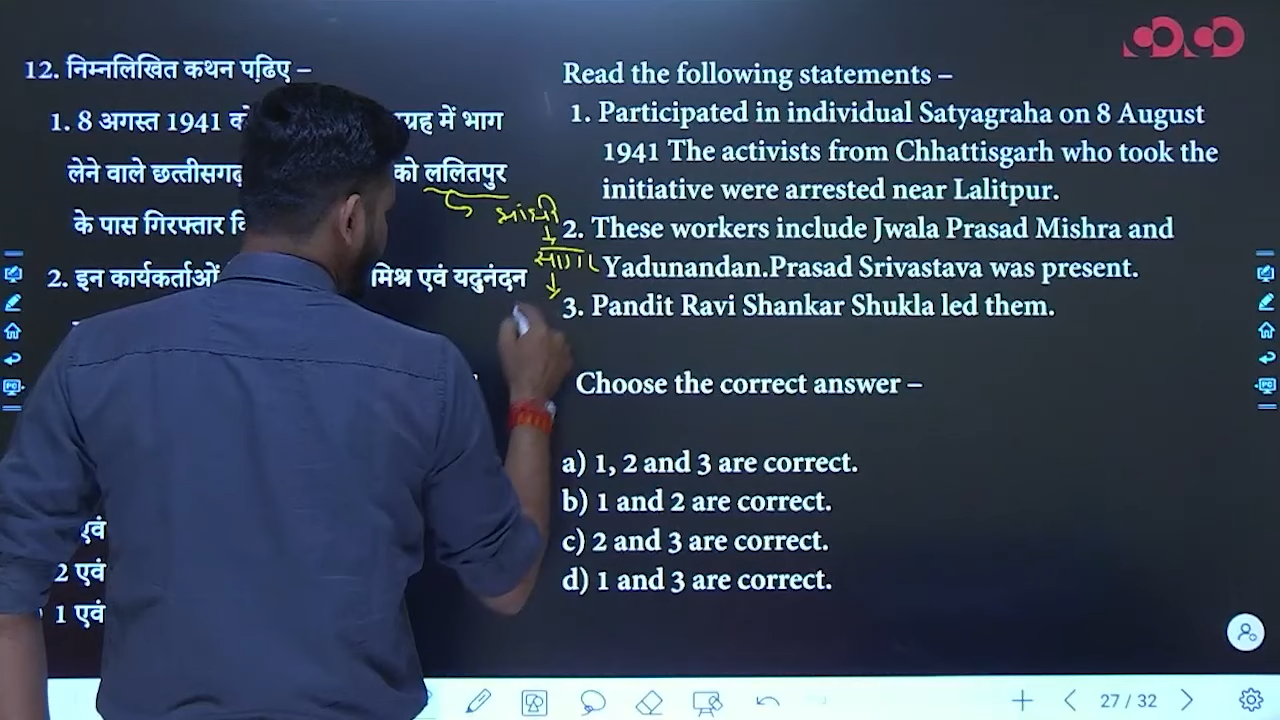 12. निम्नलिखित कथन पढ़िए –
1. 8 अगस्त 1941 को
ग्रह में भाग
लेने वाले छत्तीसगढ़
को ललितपुर
के पास गिरफ्तार
2. इन कार्यकर्ताओं
मिश्र एवं यदुनंदन
एवं
2 एवं
1 एवं
झांसी
सागर
Read the following statements –
1. Participated in individual Satyagraha on 8 August
1941 The activists from Chhattisgarh who took the
initiative were arrested near Lalitpur.
2. These workers include Jwala Prasad Mishra and
Yadunandan.Prasad Srivastava was present.
3. Pandit Ravi Shankar Shukla led them.
Choose the correct answer –
a) 1, 2 and 3 are correct.
b) 1 and 2 are correct.
c) 2 and 3 are correct.
d) 1 and 3 are correct.
27 / 32